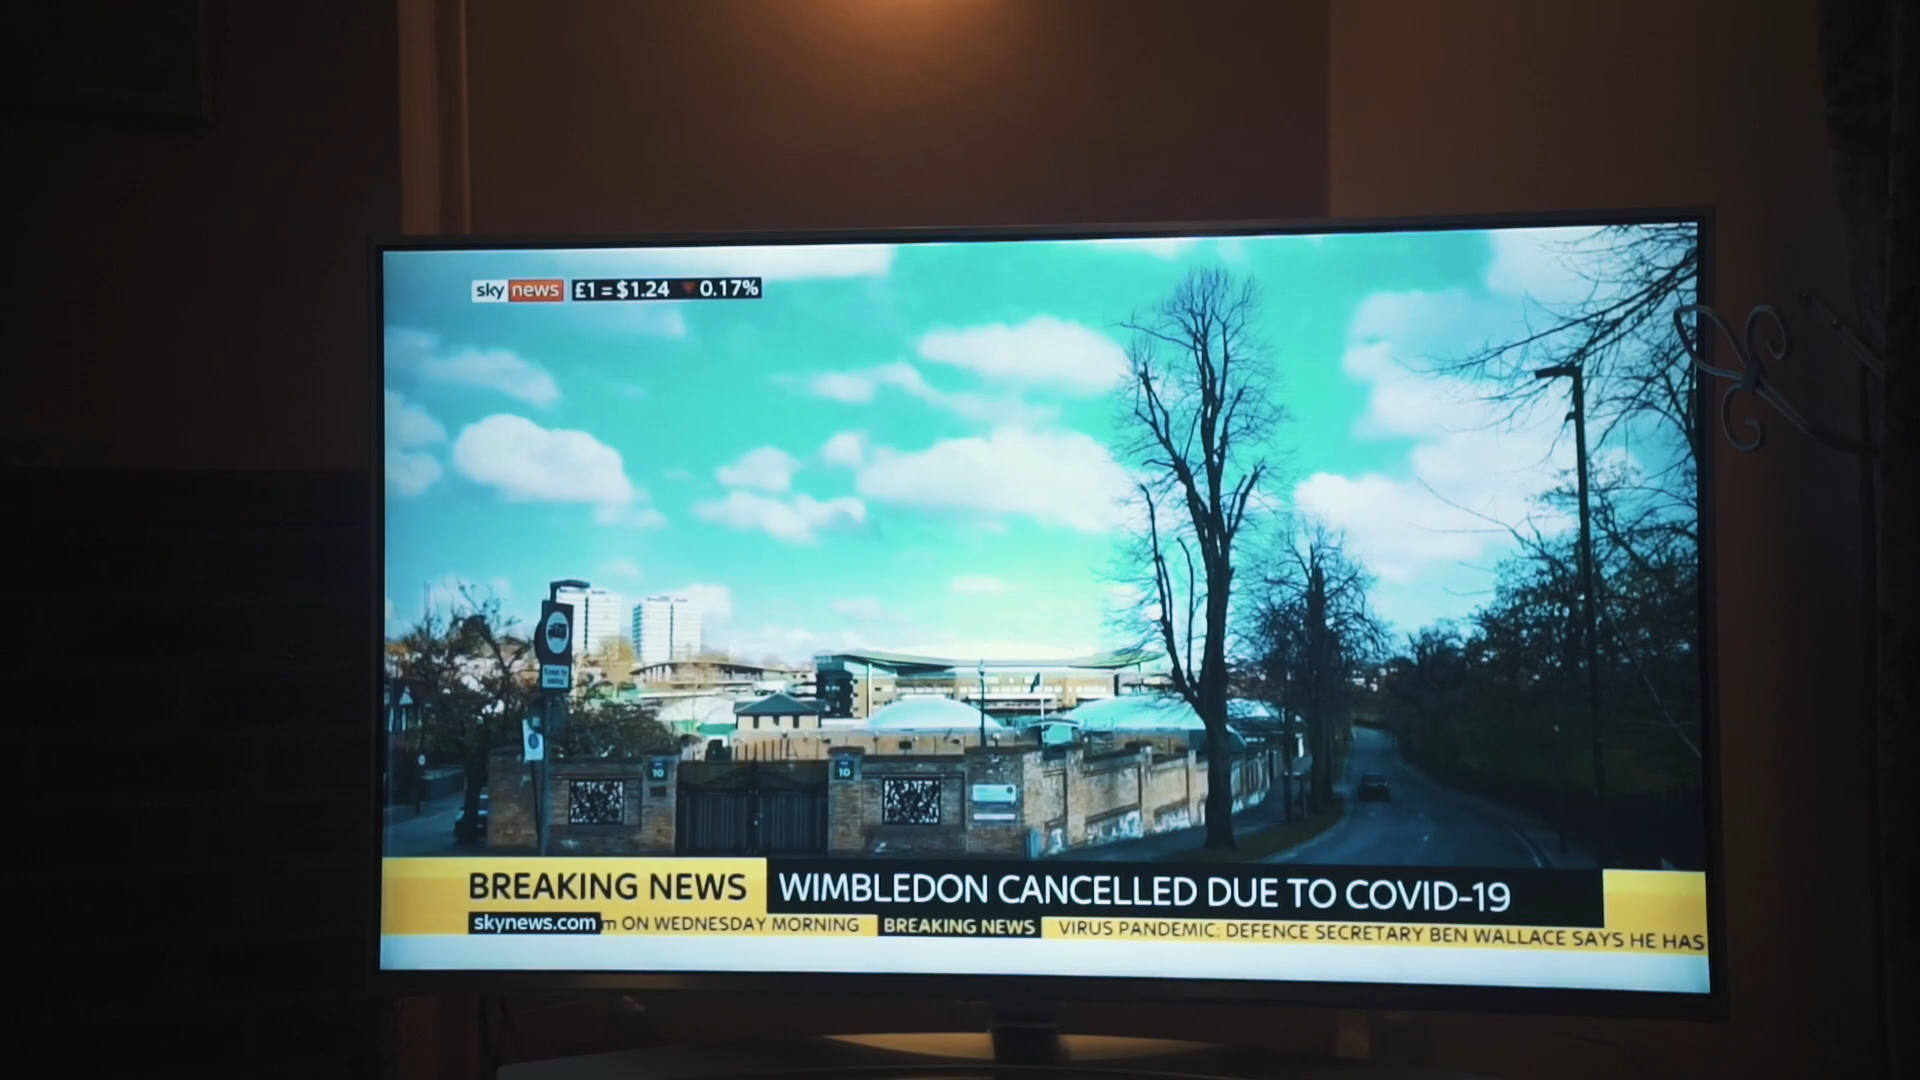 sky news £1 = $1.24 ▼ 0.17%
10
10
BREAKING NEWS WIMBLEDON CANCELLED DUE TO COVID-19
skynews.com m ON WEDNESDAY MORNING BREAKING NEWS VIRUS PANDEMIC: DEFENCE SECRETARY BEN WALLACE SAYS HE HAS